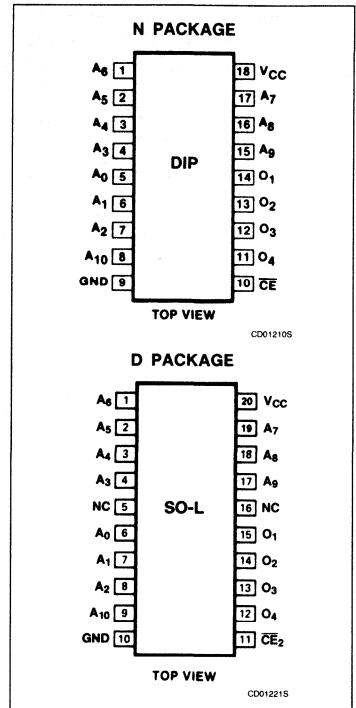 N PACKAGE
A6 1 18 VCC
A5 2 17 A7
A4 3 16 A8
A3 4 15 A9
DIP
A0 5 14 O1
A1 6 13 O2
A2 7 12 O3
A10 8 11 O4
GND 9 10 C̅E̅
TOP VIEW
CD01210S
D PACKAGE
A6 1 20 VCC
A5 2 19 A7
A4 3 18 A8
A3 4 17 A9
NC 5 16 NC
SO-L
A0 6 15 O1
A1 7 14 O2
A2 8 13 O3
A10 9 12 O4
GND 10 11 C̅E̅2
TOP VIEW
CD01221S